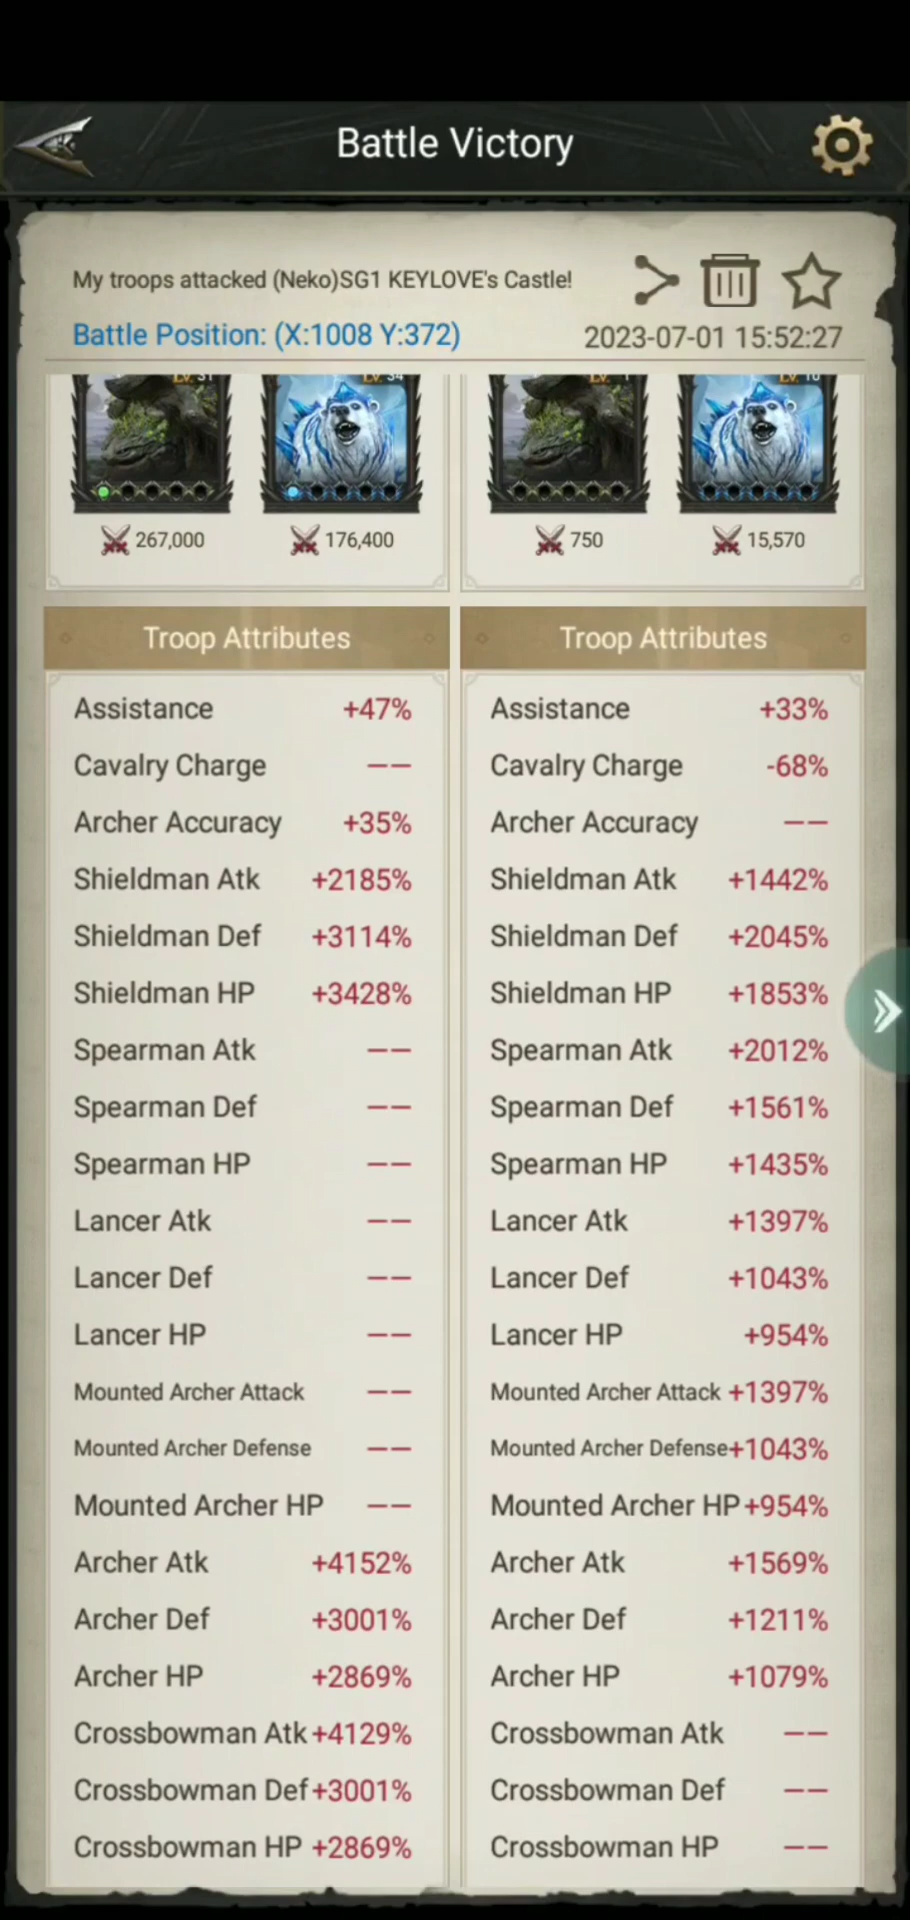 Battle Victory
My troops attacked (Neko)SG1 KEYLOVE's Castle!
Battle Position: (X:1008 Y:372) 2023-07-01 15:52:27
267,000 176,400 750 15,570
Troop Attributes Troop Attributes
Assistance +47% Assistance +33%
Cavalry Charge -- Cavalry Charge -68%
Archer Accuracy +35% Archer Accuracy --
Shieldman Atk +2185% Shieldman Atk +1442%
Shieldman Def +3114% Shieldman Def +2045%
Shieldman HP +3428% Shieldman HP +1853%
Spearman Atk -- Spearman Atk +2012%
Spearman Def -- Spearman Def +1561%
Spearman HP -- Spearman HP +1435%
Lancer Atk -- Lancer Atk +1397%
Lancer Def -- Lancer Def +1043%
Lancer HP -- Lancer HP +954%
Mounted Archer Attack -- Mounted Archer Attack +1397%
Mounted Archer Defense -- Mounted Archer Defense+1043%
Mounted Archer HP -- Mounted Archer HP +954%
Archer Atk +4152% Archer Atk +1569%
Archer Def +3001% Archer Def +1211%
Archer HP +2869% Archer HP +1079%
Crossbowman Atk +4129% Crossbowman Atk --
Crossbowman Def +3001% Crossbowman Def --
Crossbowman HP +2869% Crossbowman HP --